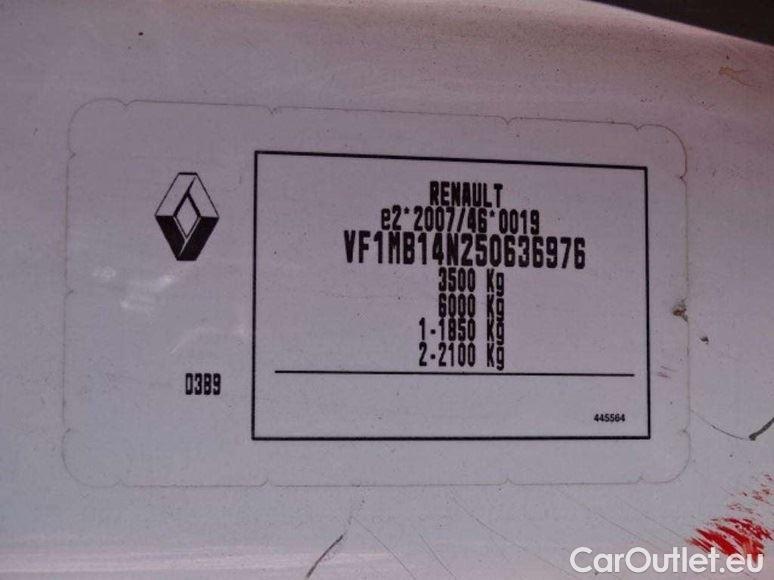 RENAULT
e2*2007/46*0019
VF1MB14N250636976
3500 Kg
6000 Kg
1-1850 Kg
2-2100 Kg
D3B9
445564
CarOutlet.eu